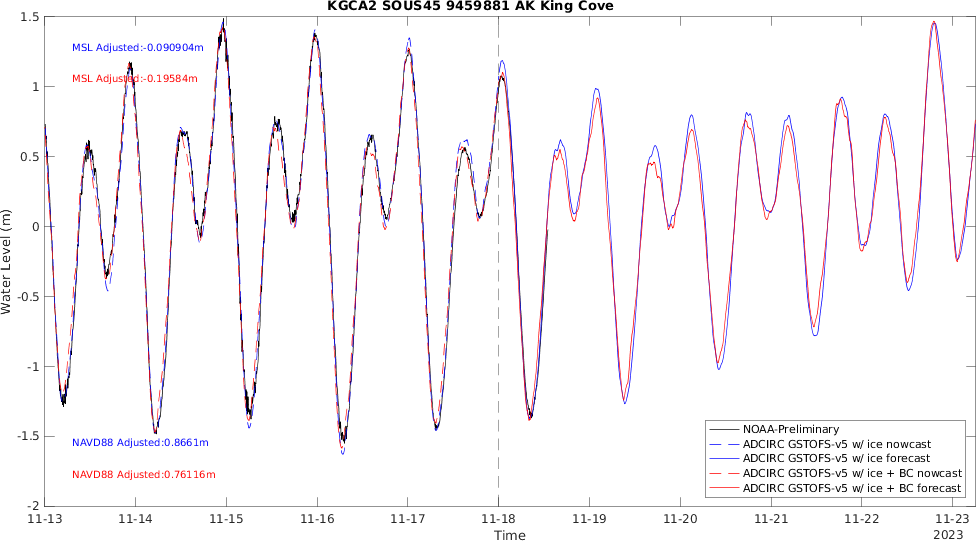 KGCA2 SOUS45 9459881 AK King Cove
1.5
1
0.5
0
-0.5
-1
-1.5
-2
Water Level (m)
MSL Adjusted:-0.090904m
MSL Adjusted:-0.19584m
NAVD88 Adjusted:0.8661m
NAVD88 Adjusted:0.76116m
NOAA-Preliminary
ADCIRC GSTOFS-v5 w/ ice nowcast
ADCIRC GSTOFS-v5 w/ ice forecast
ADCIRC GSTOFS-v5 w/ ice + BC nowcast
ADCIRC GSTOFS-v5 w/ ice + BC forecast
11-13 11-14 11-15 11-16 11-17 11-18 11-19 11-20 11-21 11-22 11-23
Time
2023